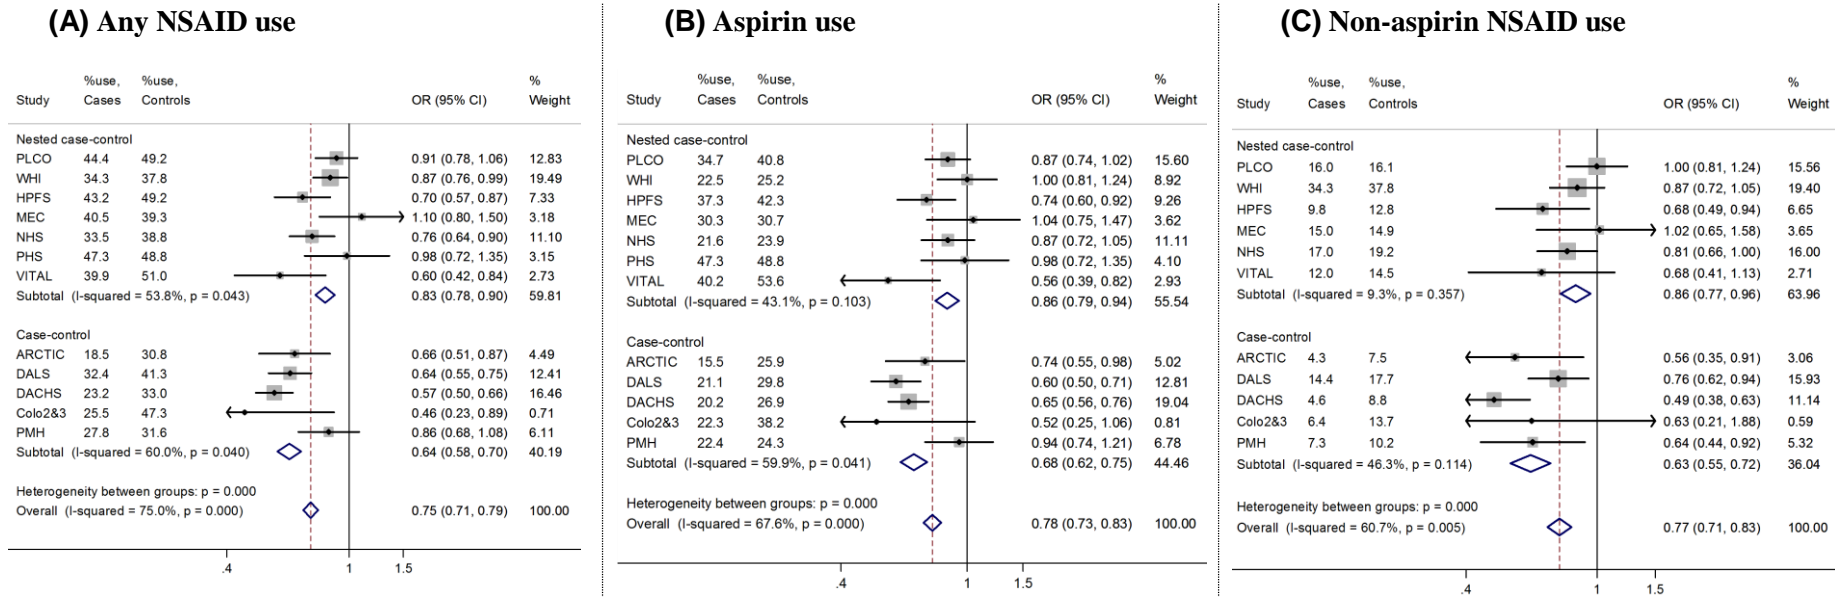 (A) Any NSAID use
%use, %use, %
Study Cases Controls OR (95% CI) Weight
Nested case-control
PLCO 44.4 49.2 0.91 (0.78, 1.06) 12.83
WHI 34.3 37.8 0.87 (0.76, 0.99) 19.49
HPFS 43.2 49.2 0.70 (0.57, 0.87) 7.33
MEC 40.5 39.3 1.10 (0.80, 1.50) 3.18
NHS 33.5 38.8 0.76 (0.64, 0.90) 11.10
PHS 47.3 48.8 0.98 (0.72, 1.35) 3.15
VITAL 39.9 51.0 0.60 (0.42, 0.84) 2.73
Subtotal (I-squared = 53.8%, p = 0.043) 0.83 (0.78, 0.90) 59.81
Case-control
ARCTIC 18.5 30.8 0.66 (0.51, 0.87) 4.49
DALS 32.4 41.3 0.64 (0.55, 0.75) 12.41
DACHS 23.2 33.0 0.57 (0.50, 0.66) 16.46
Colo2&3 25.5 47.3 0.46 (0.23, 0.89) 0.71
PMH 27.8 31.6 0.86 (0.68, 1.08) 6.11
Subtotal (I-squared = 60.0%, p = 0.040) 0.64 (0.58, 0.70) 40.19
Heterogeneity between groups: p = 0.000
Overall (I-squared = 75.0%, p = 0.000) 0.75 (0.71, 0.79) 100.00
.4 1 1.5
(B) Aspirin use
%use, %use, %
Study Cases Controls OR (95% CI) Weight
Nested case-control
PLCO 34.7 40.8 0.87 (0.74, 1.02) 15.60
WHI 22.5 25.2 1.00 (0.81, 1.24) 8.92
HPFS 37.3 42.3 0.74 (0.60, 0.92) 9.26
MEC 30.3 30.7 1.04 (0.75, 1.47) 3.62
NHS 21.6 23.9 0.87 (0.72, 1.05) 11.11
PHS 47.3 48.8 0.98 (0.72, 1.35) 4.10
VITAL 40.2 53.6 0.56 (0.39, 0.82) 2.93
Subtotal (I-squared = 43.1%, p = 0.103) 0.86 (0.79, 0.94) 55.54
Case-control
ARCTIC 15.5 25.9 0.74 (0.55, 0.98) 5.02
DALS 21.1 29.8 0.60 (0.50, 0.71) 12.81
DACHS 20.2 26.9 0.65 (0.56, 0.76) 19.04
Colo2&3 22.3 38.2 0.52 (0.25, 1.06) 0.81
PMH 22.4 24.3 0.94 (0.74, 1.21) 6.78
Subtotal (I-squared = 59.9%, p = 0.041) 0.68 (0.62, 0.75) 44.46
Heterogeneity between groups: p = 0.000
Overall (I-squared = 67.6%, p = 0.000) 0.78 (0.73, 0.83) 100.00
.4 1 1.5
(C) Non-aspirin NSAID use
%use, %use, %
Study Cases Controls OR (95% CI) Weight
Nested case-control
PLCO 16.0 16.1 1.00 (0.81, 1.24) 15.56
WHI 34.3 37.8 0.87 (0.72, 1.05) 19.40
HPFS 9.8 12.8 0.68 (0.49, 0.94) 6.65
MEC 15.0 14.9 1.02 (0.65, 1.58) 3.65
NHS 17.0 19.2 0.81 (0.66, 1.00) 16.00
VITAL 12.0 14.5 0.68 (0.41, 1.13) 2.71
Subtotal (I-squared = 9.3%, p = 0.357) 0.86 (0.77, 0.96) 63.96
Case-control
ARCTIC 4.3 7.5 0.56 (0.35, 0.91) 3.06
DALS 14.4 17.7 0.76 (0.62, 0.94) 15.93
DACHS 4.6 8.8 0.49 (0.38, 0.63) 11.14
Colo2&3 6.4 13.7 0.63 (0.21, 1.88) 0.59
PMH 7.3 10.2 0.64 (0.44, 0.92) 5.32
Subtotal (I-squared = 46.3%, p = 0.114) 0.63 (0.55, 0.72) 36.04
Heterogeneity between groups: p = 0.000
Overall (I-squared = 60.7%, p = 0.005) 0.77 (0.71, 0.83) 100.00
.4 1 1.5